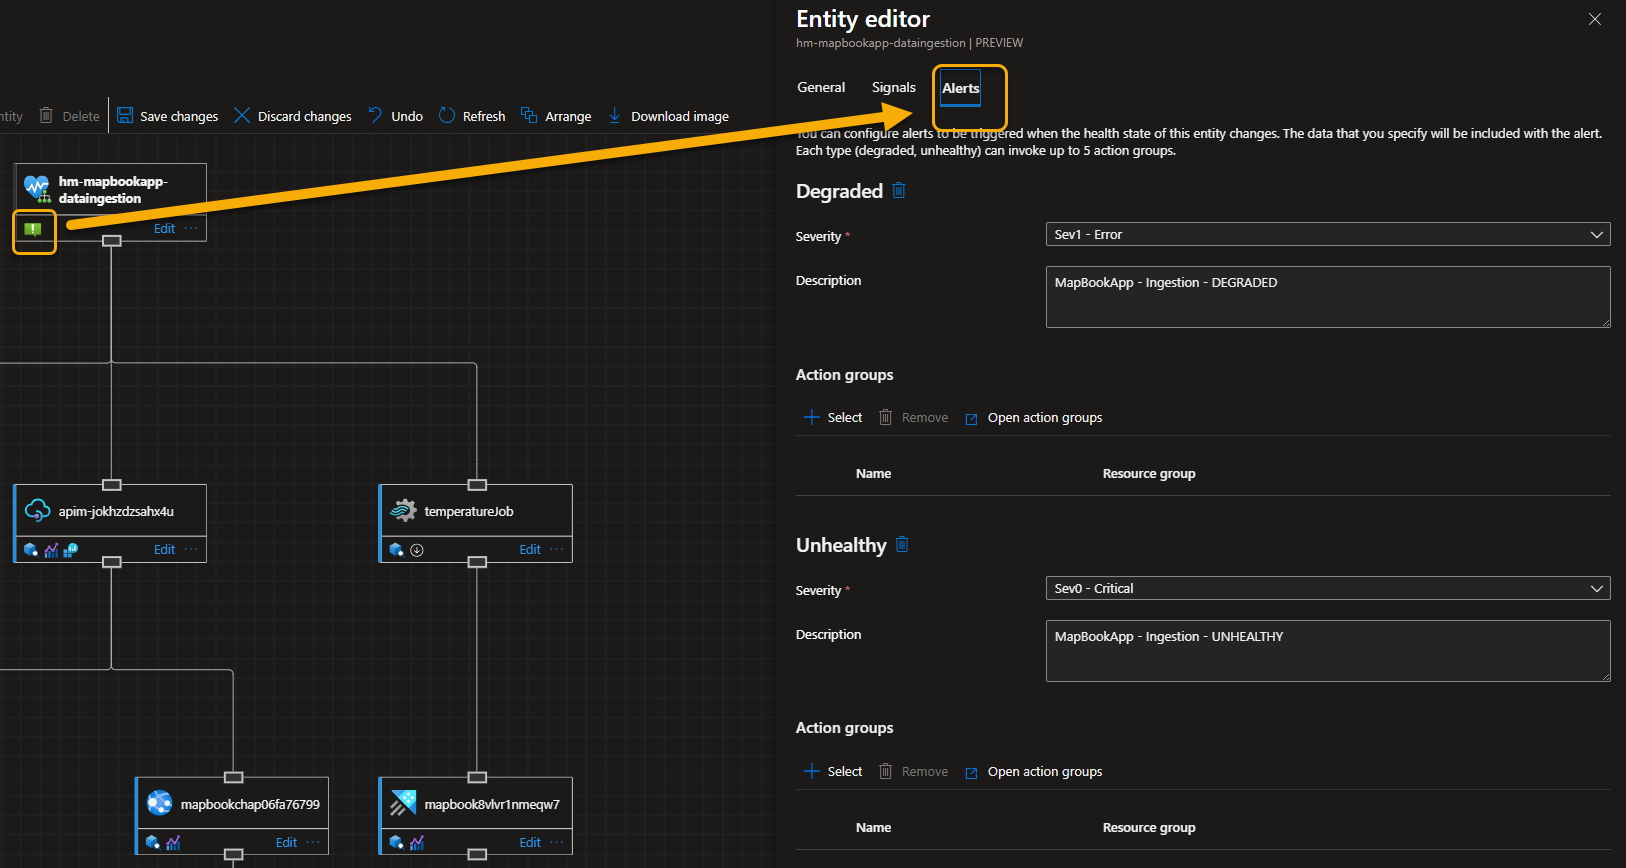 Entity editor
hm-mapbookapp-dataingestion | PREVIEW
General Signals Alerts
ntity Delete Save changes Discard changes Undo Refresh Arrange Download image
You can configure alerts to be triggered when the health state of this entity changes. The data that you specify will be included with the alert.
Each type (degraded, unhealthy) can invoke up to 5 action groups.
hm-mapbookapp-
dataingestion
Edit ···
Degraded
Severity *
Sev1 - Error
Description
MapBookApp - Ingestion - DEGRADED
Action groups
Select Remove Open action groups
Name Resource group
apim-jokhzdzsahx4u
Edit ···
temperatureJob
Edit ···
Unhealthy
Severity *
Sev0 - Critical
Description
MapBookApp - Ingestion - UNHEALTHY
Action groups
Select Remove Open action groups
Name Resource group
mapbookchap06fa76799
Edit ···
mapbook8vlvr1nmeqw7
Edit ···